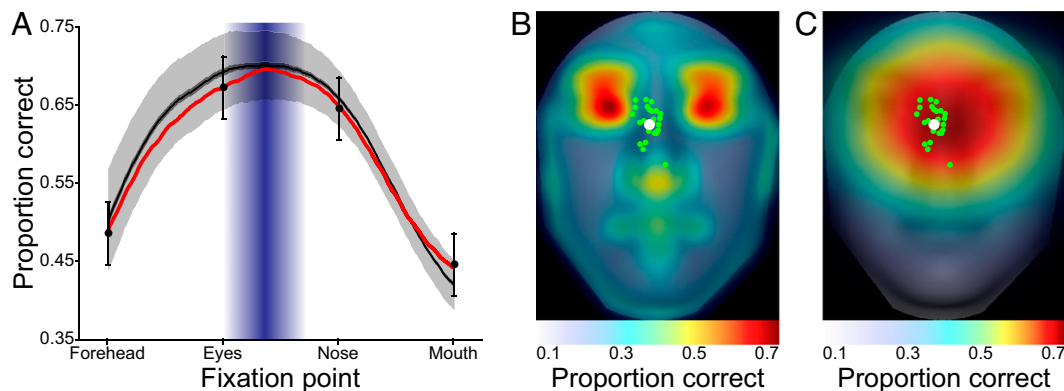 A
Proportion correct
0.75
0.65
0.55
0.45
0.35
Forehead Eyes Nose Mouth
Fixation point
B
0.1 0.3 0.5 0.7
Proportion correct
C
0.1 0.3 0.5 0.7
Proportion correct